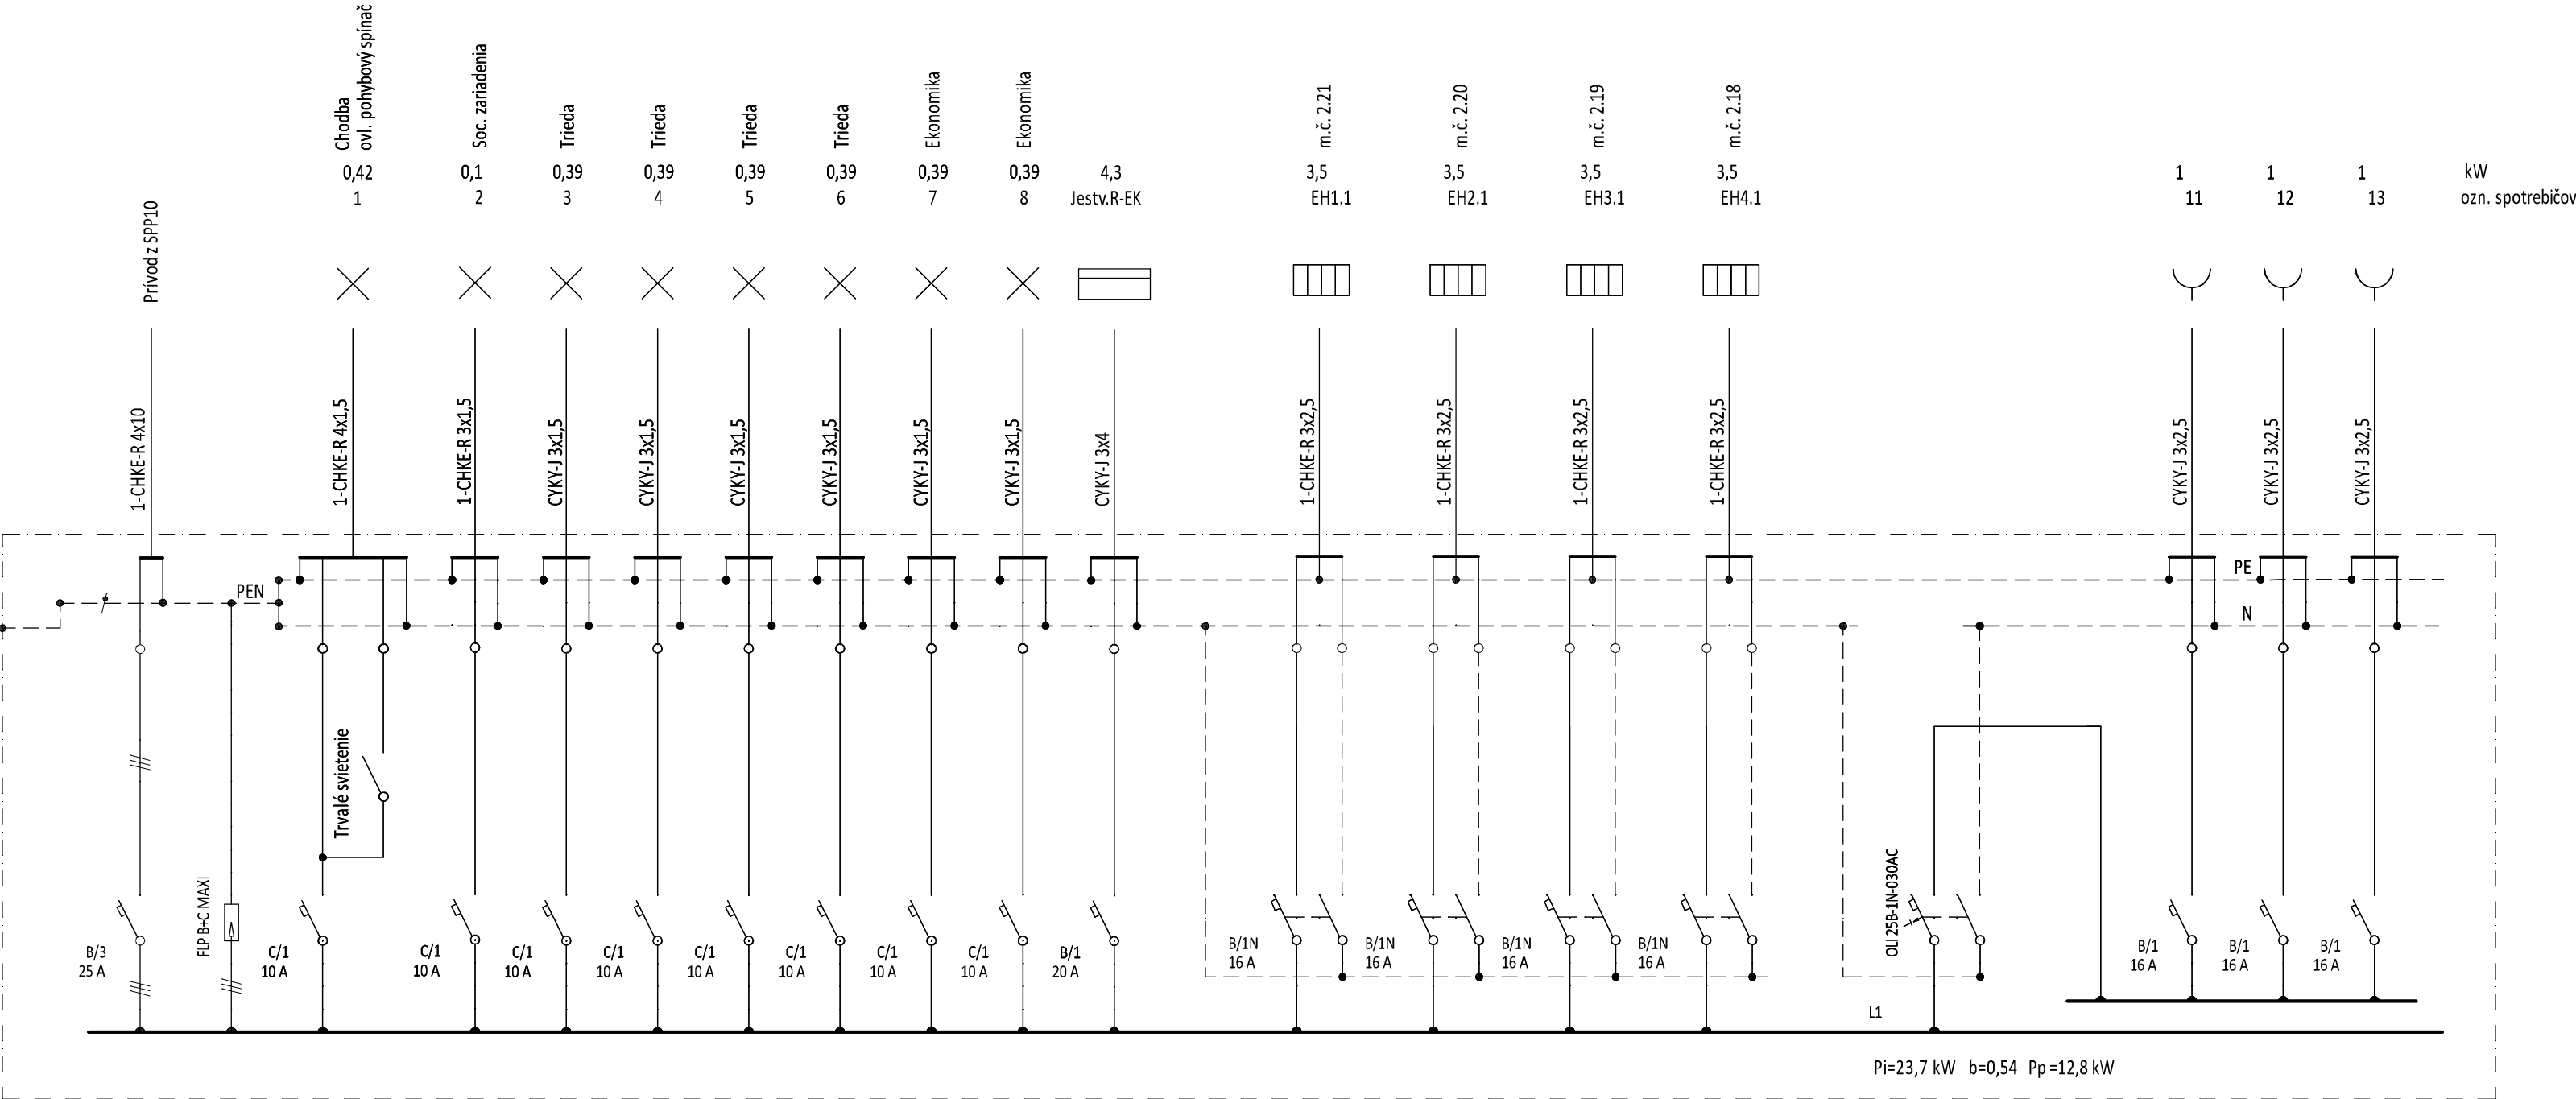 Chodba
ovl. pohybový spínač
Soc. zariadenia
Trieda
Trieda
Trieda
Trieda
Ekonomika
Ekonomika
m.č. 2.21
m.č. 2.20
m.č. 2.19
m.č. 2.18
0,42 0,1 0,39 0,39 0,39 0,39 0,39 0,39 4,3 3,5 3,5 3,5 3,5 1 1 1 kW
1 2 3 4 5 6 7 8 Jestv.R-EK EH1.1 EH2.1 EH3.1 EH4.1 11 12 13 ozn. spotrebičov
Prívod z SPP10
1-CHKE-R 4x10
1-CHKE-R 4x1,5
1-CHKE-R 3x1,5
CYKY-J 3x1,5
CYKY-J 3x1,5
CYKY-J 3x1,5
CYKY-J 3x1,5
CYKY-J 3x1,5
CYKY-J 3x1,5
CYKY-J 3x4
1-CHKE-R 3x2,5
1-CHKE-R 3x2,5
1-CHKE-R 3x2,5
1-CHKE-R 3x2,5
CYKY-J 3x2,5
CYKY-J 3x2,5
CYKY-J 3x2,5
PE
PEN
N
Trvalé svietenie
FLP B+C MAXI
OLI 25B-1N-030AC
B/3 C/1 C/1 C/1 C/1 C/1 C/1 C/1 C/1 B/1 B/1N B/1N B/1N B/1N B/1 B/1 B/1
25 A 10 A 10 A 10 A 10 A 10 A 10 A 10 A 10 A 20 A 16 A 16 A 16 A 16 A 16 A 16 A 16 A
L1
Pi=23,7 kW b=0,54 Pp =12,8 kW